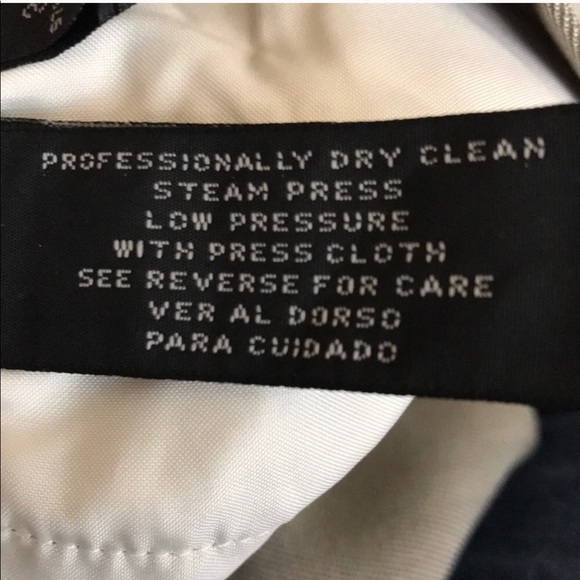 PROFESSIONALLY DRY CLEAN
STEAM PRESS
LOW PRESSURE
WITH PRESS CLOTH
SEE REVERSE FOR CARE
VER AL DORSO
PARA CUIDADO